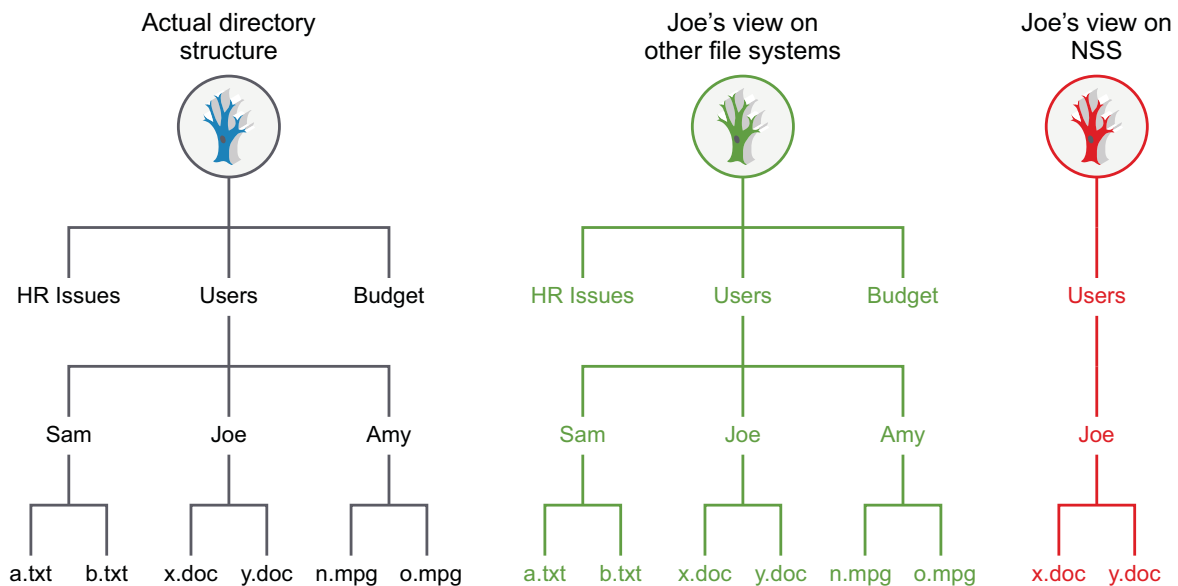 Actual directory
structure
Joe’s view on
other file systems
Joe’s view on
NSS
HR Issues
Users
Budget
HR Issues
Users
Budget
Users
Sam
Joe
Amy
Sam
Joe
Amy
Joe
a.txt
b.txt
x.doc
y.doc
n.mpg
o.mpg
a.txt
b.txt
x.doc
y.doc
n.mpg
o.mpg
x.doc
y.doc